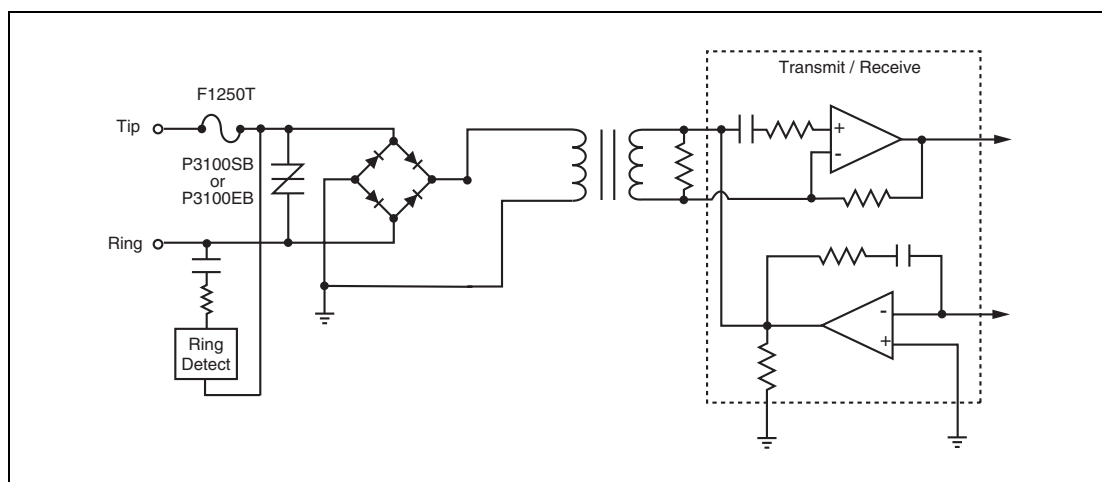 Transmit / Receive
F1250T
Tip
P3100SB
or
P3100EB
Ring
Ring
Detect
+
-
-
+